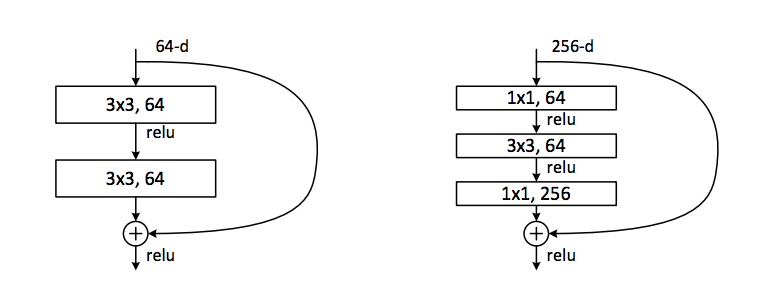 64-d
3x3, 64
relu
3x3, 64
+
relu
256-d
1x1, 64
relu
3x3, 64
relu
1x1, 256
+
relu